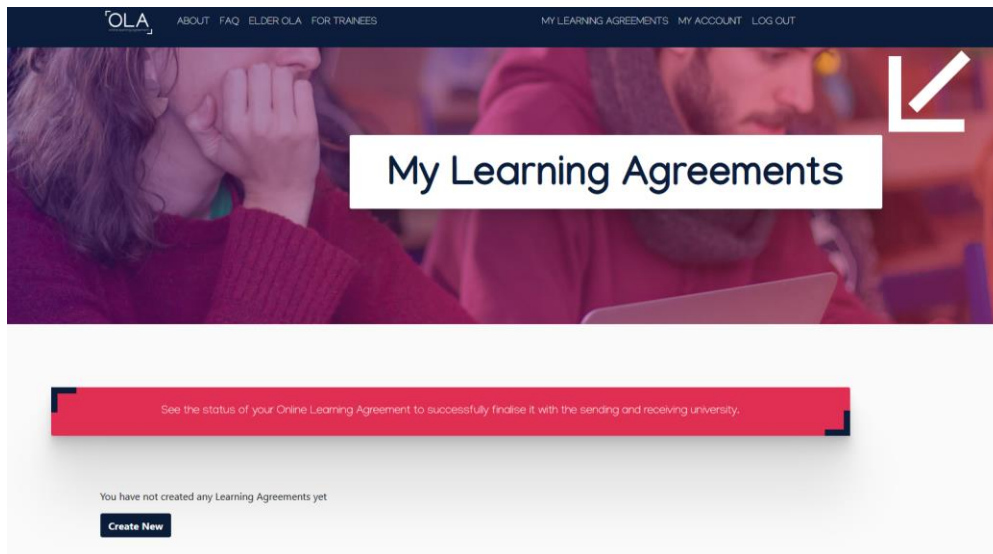 OLA
ABOUT FAQ ELDER OLA FOR TRAINEES
MY LEARNING AGREEMENTS MY ACCOUNT LOG OUT
My Learning Agreements
See the status of your Online Learning Agreement to successfully finalise it with the sending and receiving university.
You have not created any Learning Agreements yet
Create New